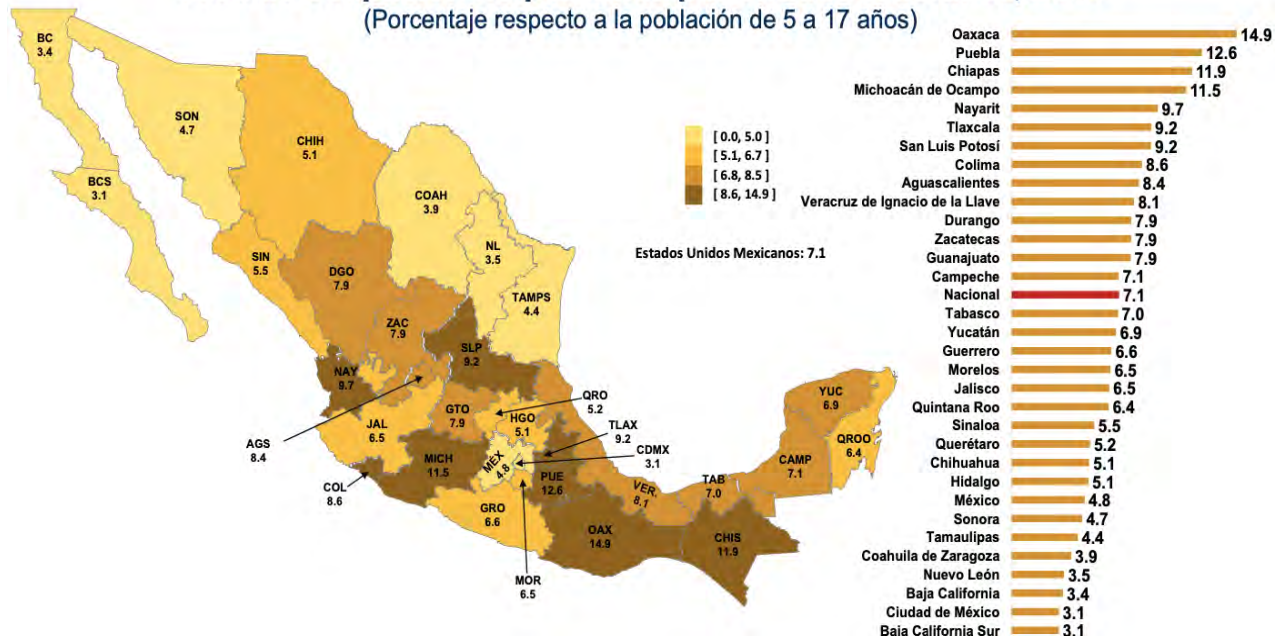 (Porcentaje respecto a la población de 5 a 17 años)
BC
3.4
SON
4.7
CHIH
5.1
BCS
3.1
COAH
3.9
NL
3.5
TAMPS
4.4
SIN
5.5
DGO
7.9
ZAC
7.9
SLP
9.2
NAY
9.7
AGS
8.4
JAL
6.5
GTO
7.9
QRO
5.2
HGO
5.1
TLAX
9.2
CDMX
3.1
COL
8.6
MICH
11.5
MÉX
4.8
PUE
12.6
VER.
8.1
TAB
7.0
CAMP
7.1
YUC
6.9
QROO
6.4
GRO
6.6
MOR
6.5
OAX
14.9
CHIS
11.9
[ 0.0, 5.0 ]
[ 5.1, 6.7 ]
[ 6.8, 8.5 ]
[ 8.6, 14.9 ]
Estados Unidos Mexicanos: 7.1
Oaxaca 14.9
Puebla 12.6
Chiapas 11.9
Michoacán de Ocampo 11.5
Nayarit 9.7
Tlaxcala 9.2
San Luis Potosí 9.2
Colima 8.6
Aguascalientes 8.4
Veracruz de Ignacio de la Llave 8.1
Durango 7.9
Zacatecas 7.9
Guanajuato 7.9
Campeche 7.1
Nacional 7.1
Tabasco 7.0
Yucatán 6.9
Guerrero 6.6
Morelos 6.5
Jalisco 6.5
Quintana Roo 6.4
Sinaloa 5.5
Querétaro 5.2
Chihuahua 5.1
Hidalgo 5.1
México 4.8
Sonora 4.7
Tamaulipas 4.4
Coahuila de Zaragoza 3.9
Nuevo León 3.5
Baja California 3.4
Ciudad de México 3.1
Baja California Sur 3.1